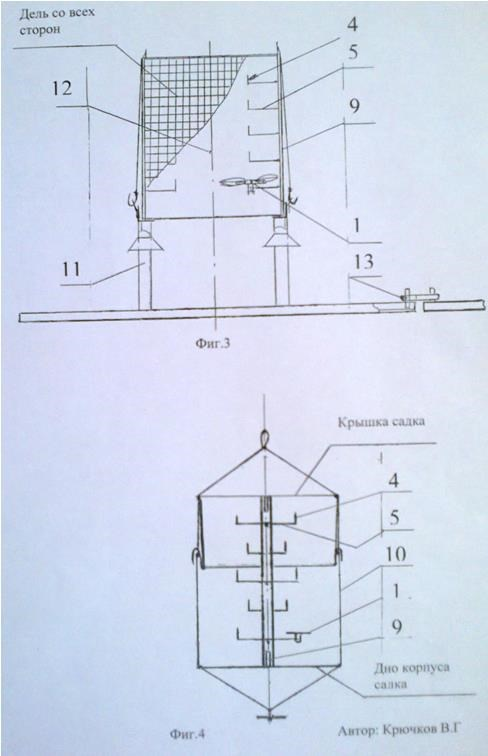 Дель со всех
сторон
4
5
12
9
1
11
13
Фиг.3
Крышка садка
4
5
10
1
9
Дно корпуса
садка
Фиг.4
Автор: Крючков В.Г